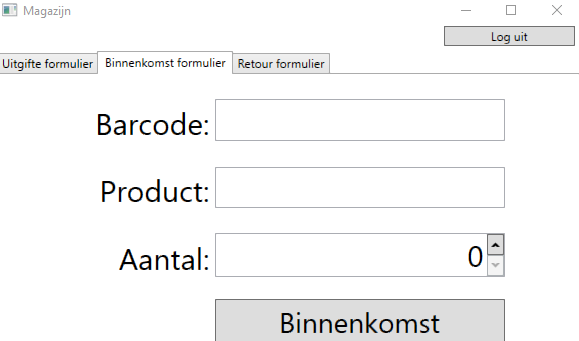 Magazijn
Log uit
Uitgifte formulier Binnenkomst formulier Retour formulier
Barcode:
Product:
Aantal: 0
Binnenkomst